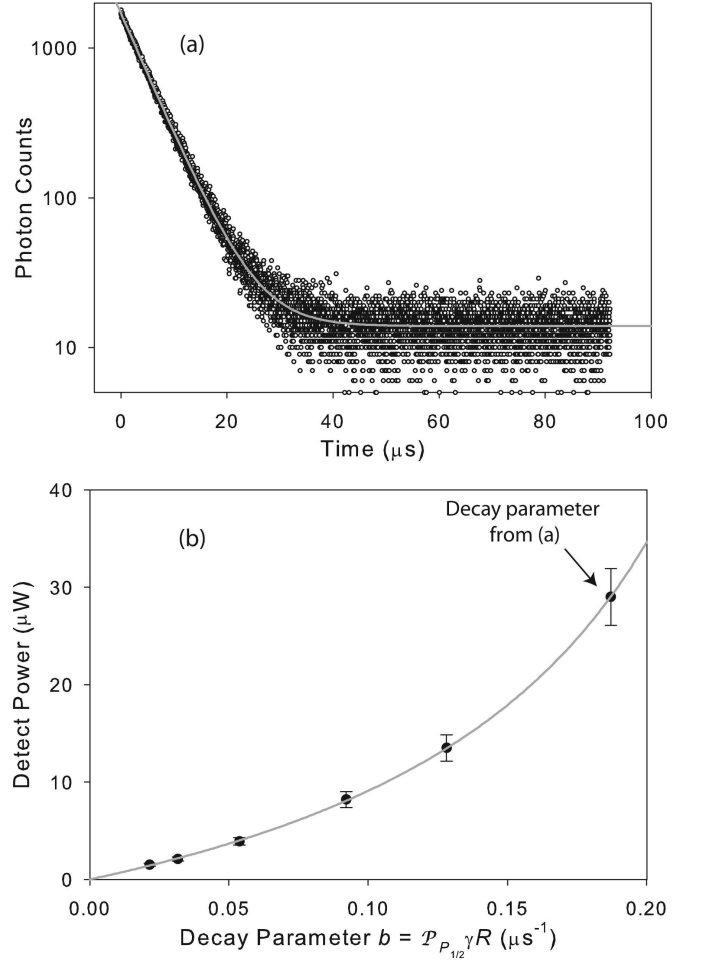 (a)
1000
100
10
Photon Counts
0 20 40 60 80 100
Time (μs)
40
30
20
10
0
(b)
Decay parameter
from (a)
Detect Power (μW)
0.00 0.05 0.10 0.15 0.20
Decay Parameter b = 𝒫P1/2 γR (μs-1)